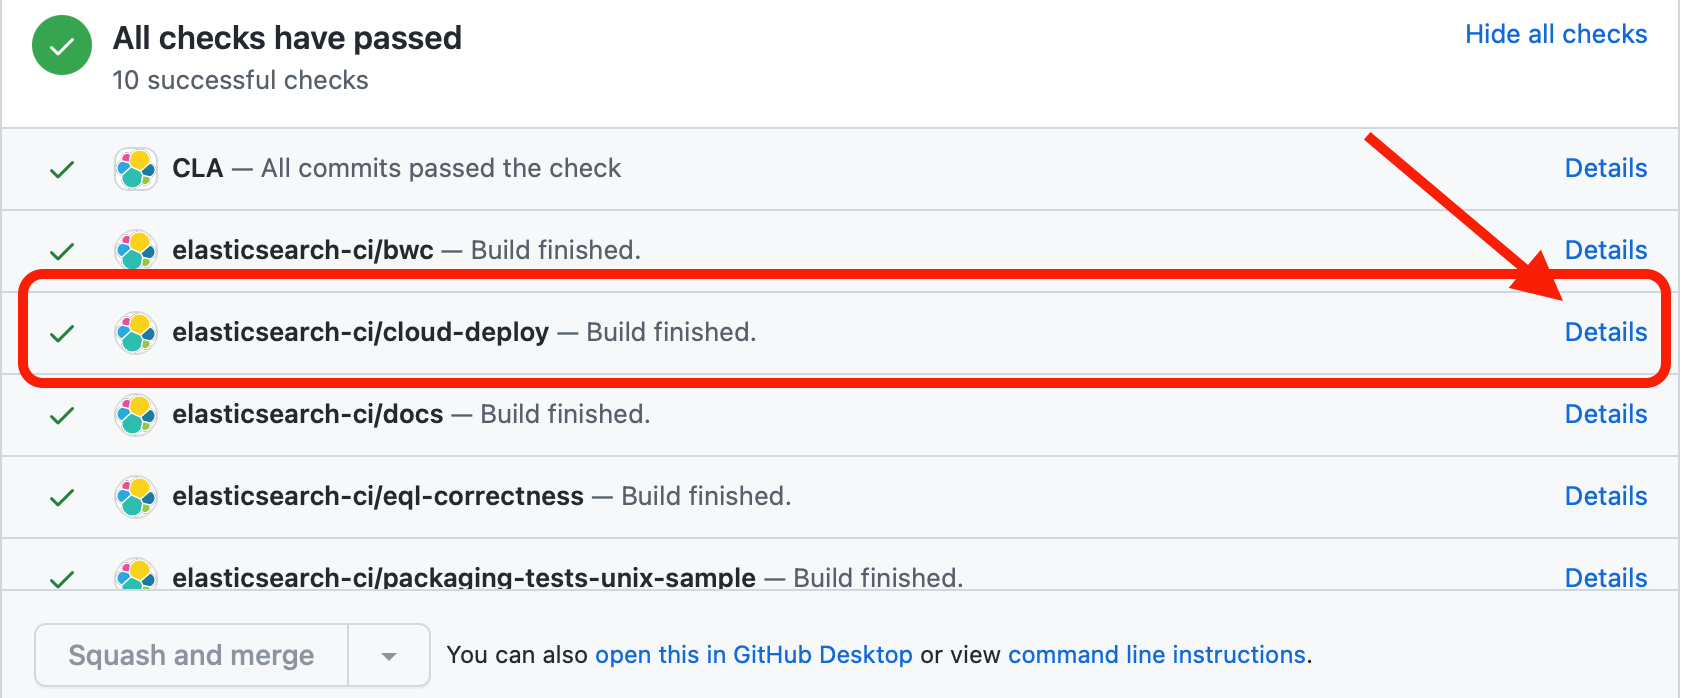 All checks have passed
Hide all checks
10 successful checks
CLA — All commits passed the check
Details
elasticsearch-ci/bwc — Build finished.
Details
elasticsearch-ci/cloud-deploy — Build finished.
Details
elasticsearch-ci/docs — Build finished.
Details
elasticsearch-ci/eql-correctness — Build finished.
Details
elasticsearch-ci/packaging-tests-unix-sample — Build finished.
Details
Squash and merge
You can also open this in GitHub Desktop or view command line instructions.